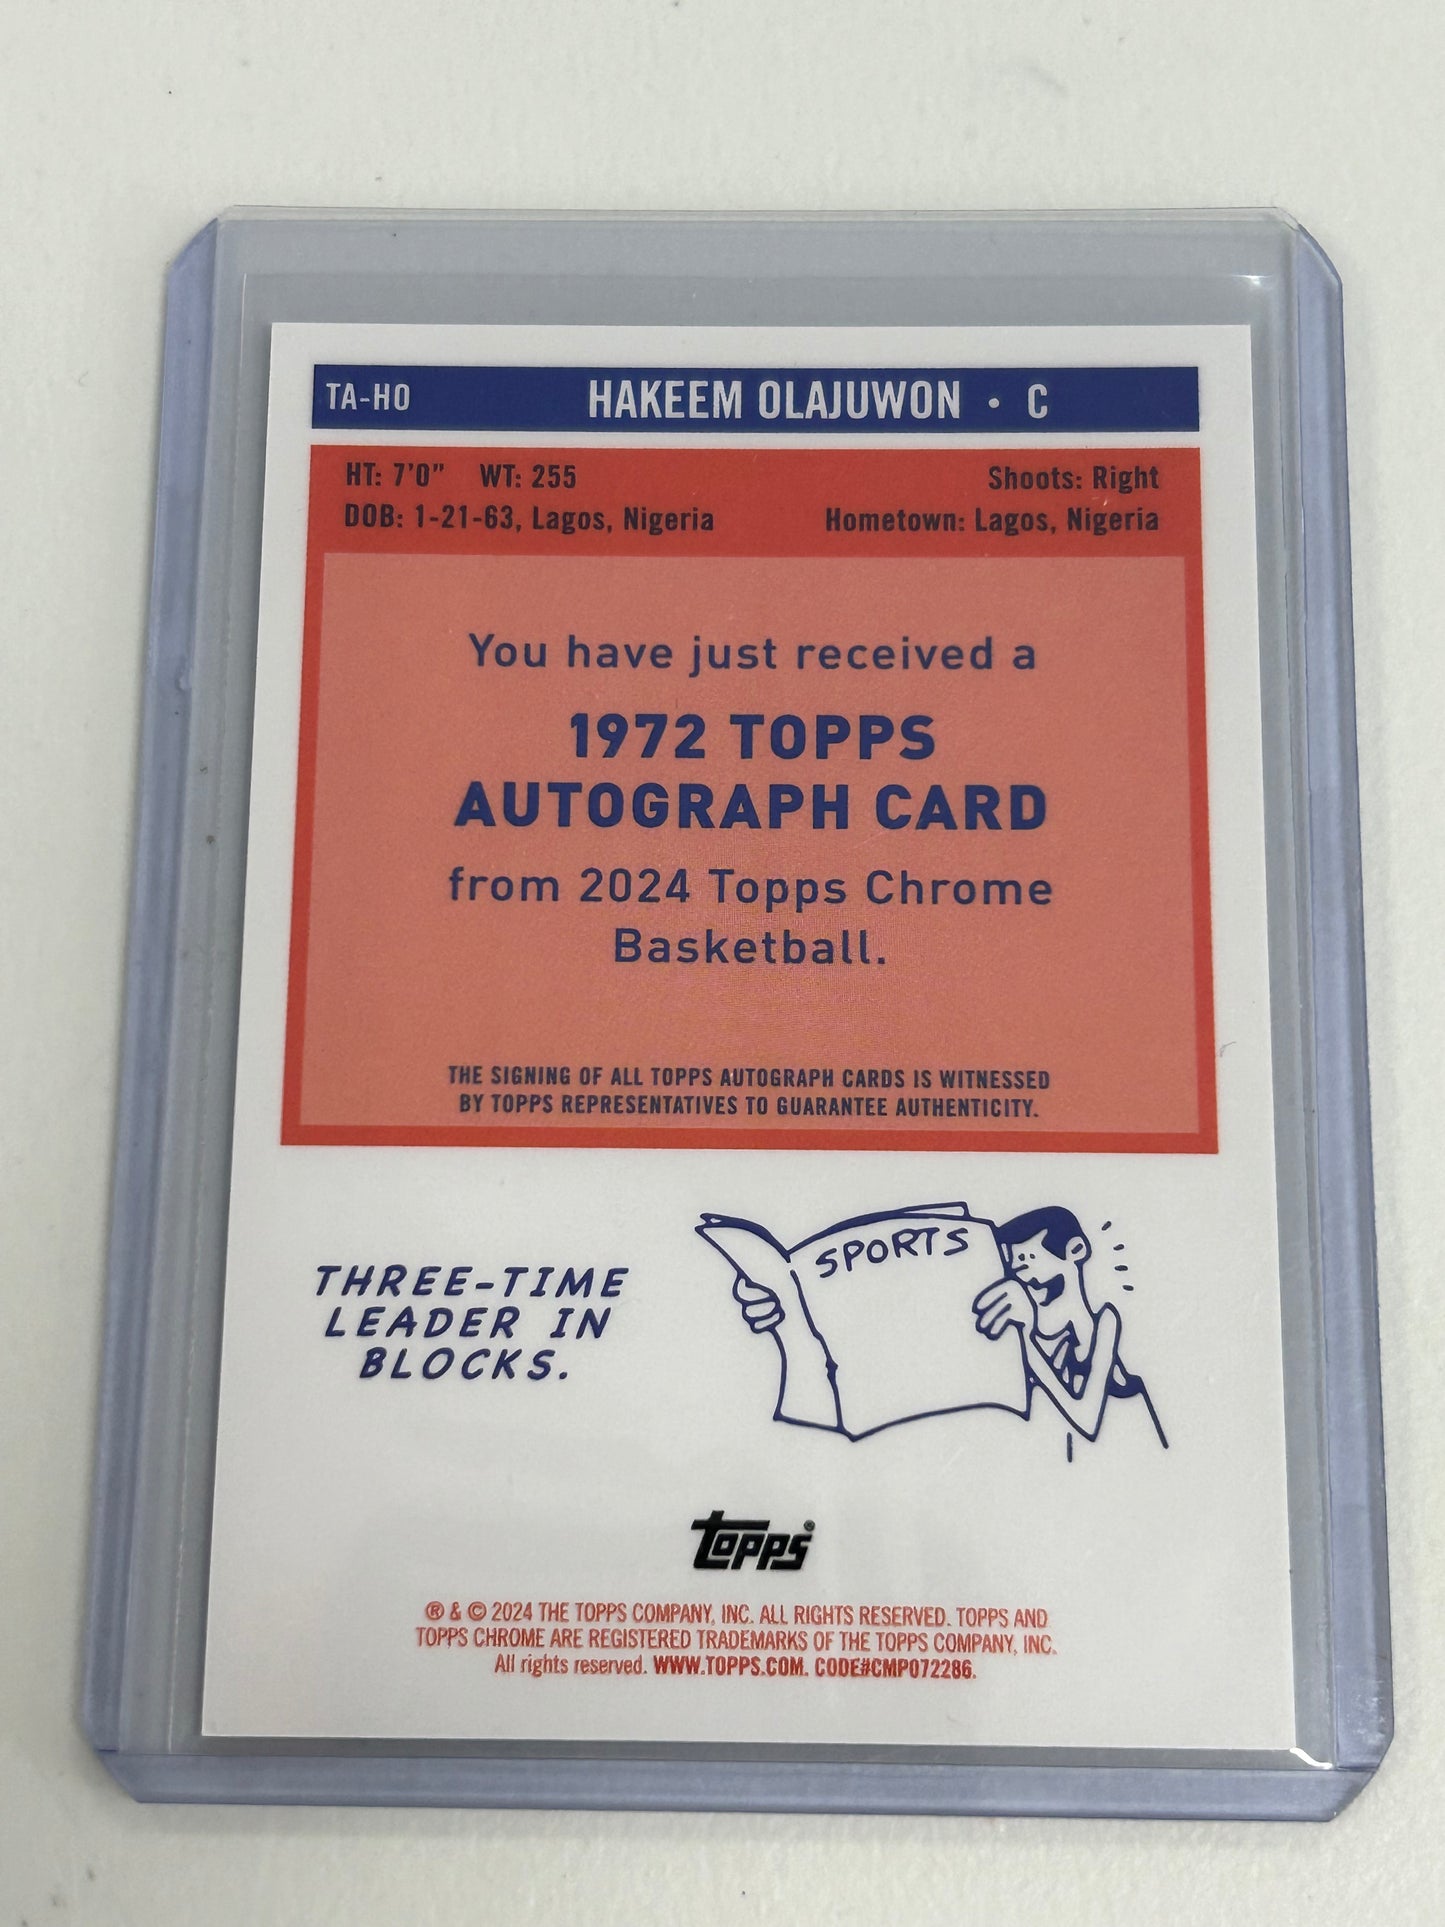 TA-HO HAKEEM OLAJUWON • C
HT: 7'0" WT: 255 Shoots: Right
DOB: 1-21-63, Lagos, Nigeria Hometown: Lagos, Nigeria
You have just received a
1972 TOPPS
AUTOGRAPH CARD
from 2024 Topps Chrome
Basketball.
THE SIGNING OF ALL TOPPS AUTOGRAPH CARDS IS WITNESSED
BY TOPPS REPRESENTATIVES TO GUARANTEE AUTHENTICITY.
THREE-TIME
LEADER IN
BLOCKS.
SPORTS
Topps®
® & © 2024 THE TOPPS COMPANY, INC. ALL RIGHTS RESERVED. TOPPS AND
TOPPS CHROME ARE REGISTERED TRADEMARKS OF THE TOPPS COMPANY, INC.
All rights reserved. WWW.TOPPS.COM. CODE#CMP072286.